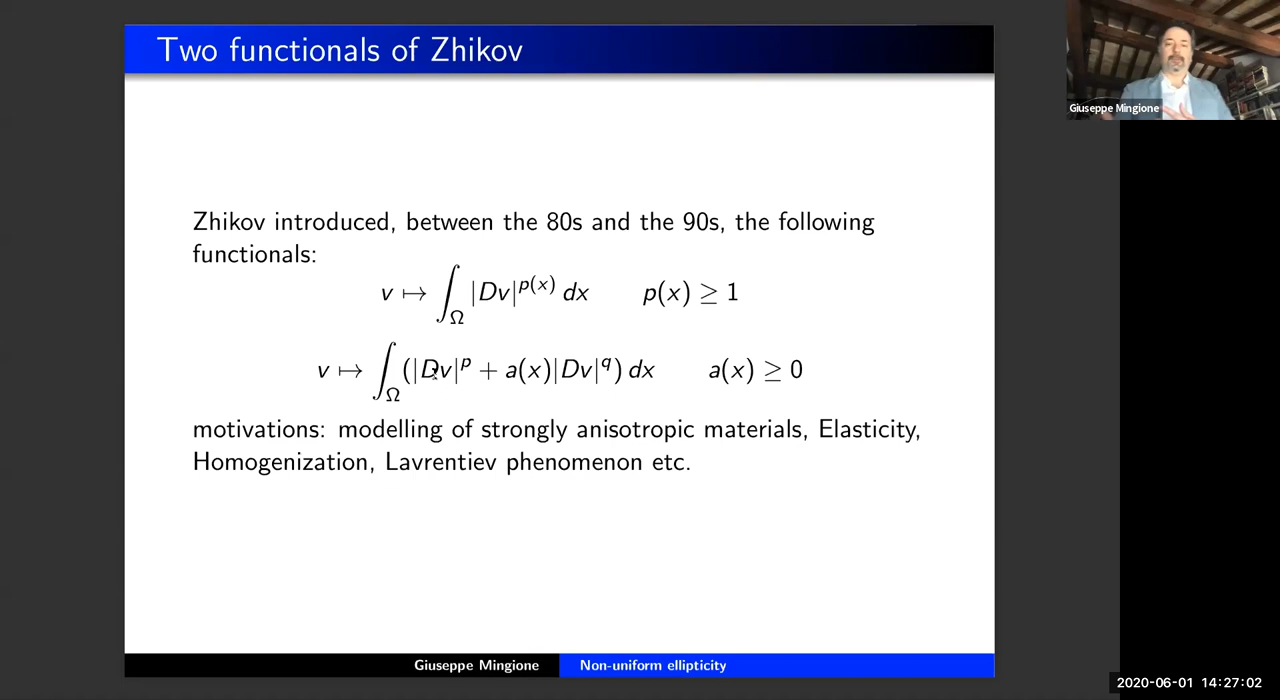 Two functionals of Zhikov
Giuseppe Mingione
Zhikov introduced, between the 80s and the 90s, the following
functionals:
v ↦ ∫_Ω |Dv|^{p(x)} dx p(x) ≥ 1
v ↦ ∫_Ω (|Dv|^p + a(x)|Dv|^q) dx a(x) ≥ 0
motivations: modelling of strongly anisotropic materials, Elasticity,
Homogenization, Lavrentiev phenomenon etc.
Giuseppe Mingione Non-uniform ellipticity
2020-06-01 14:27:02